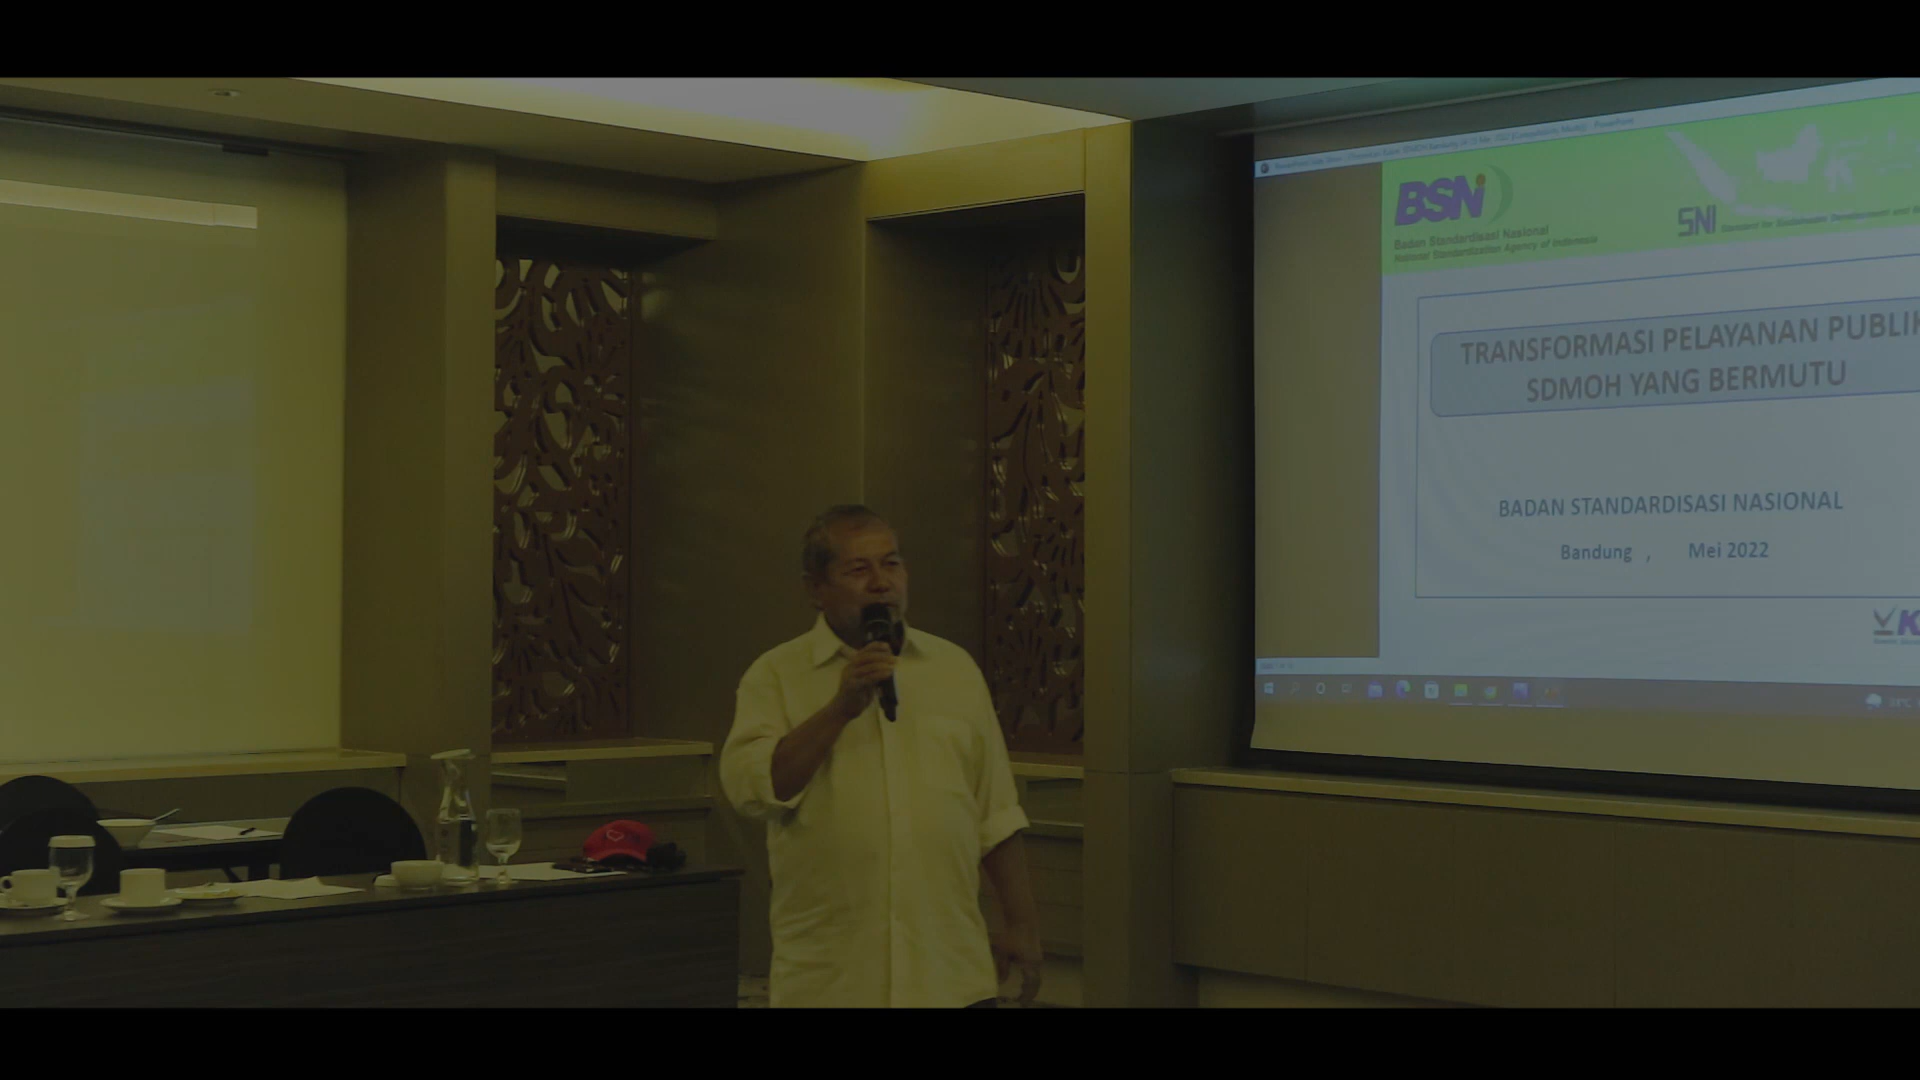 BSN
Badan Standardisasi Nasional
National Standardization Agency of Indonesia
SNI
TRANSFORMASI PELAYANAN PUBLIK
SDMOH YANG BERMUTU
BADAN STANDARDISASI NASIONAL
Bandung , Mei 2022